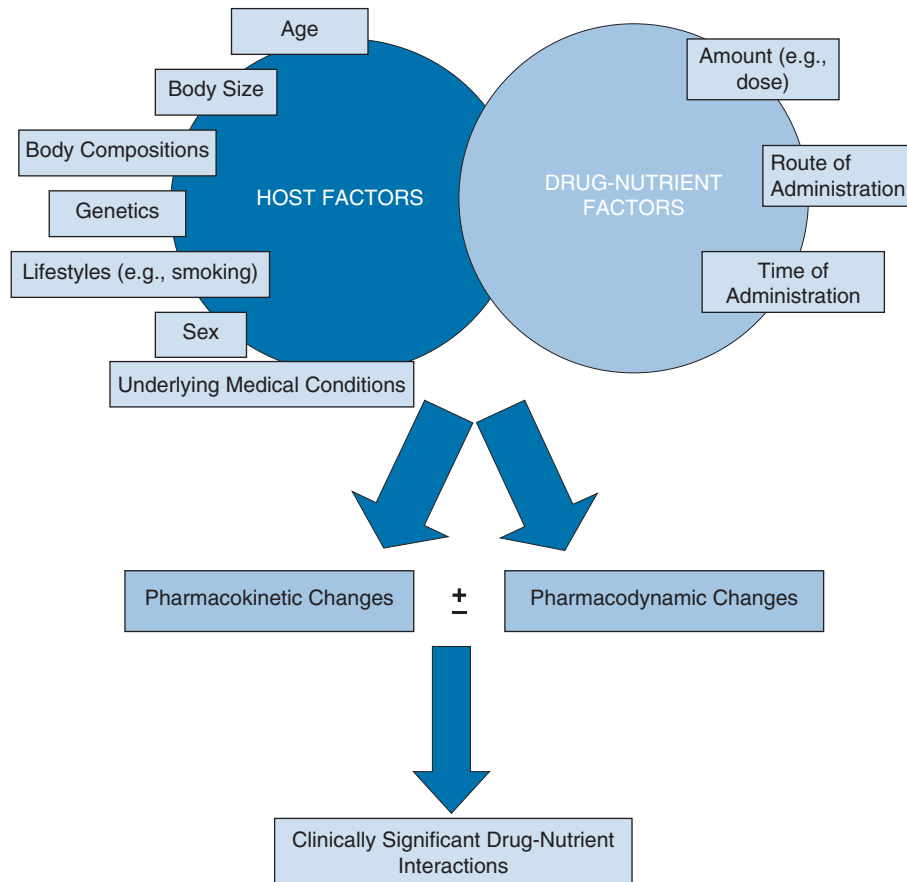 Age
Body Size
Body Compositions
Genetics
Lifestyles (e.g., smoking)
Sex
Underlying Medical Conditions
HOST FACTORS
DRUG-NUTRIENT
FACTORS
Amount (e.g.,
dose)
Route of
Administration
Time of
Administration
Pharmacokinetic Changes
±
Pharmacodynamic Changes
Clinically Significant Drug-Nutrient
Interactions